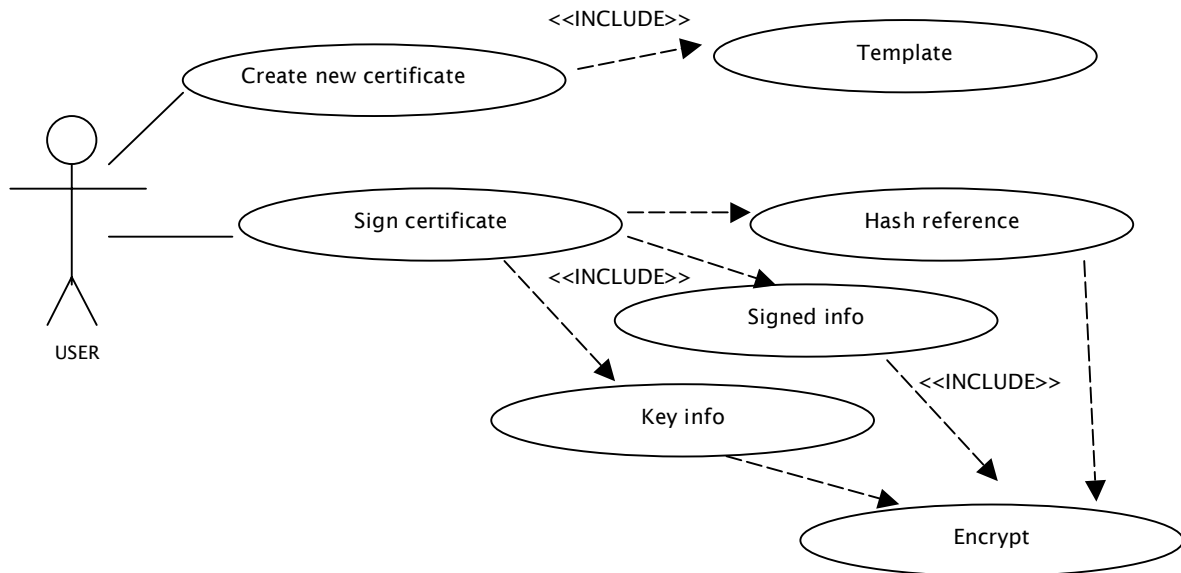 <<INCLUDE>>
Create new certificate
Template
Sign certificate
Hash reference
<<INCLUDE>>
Signed info
USER
<<INCLUDE>>
Key info
Encrypt